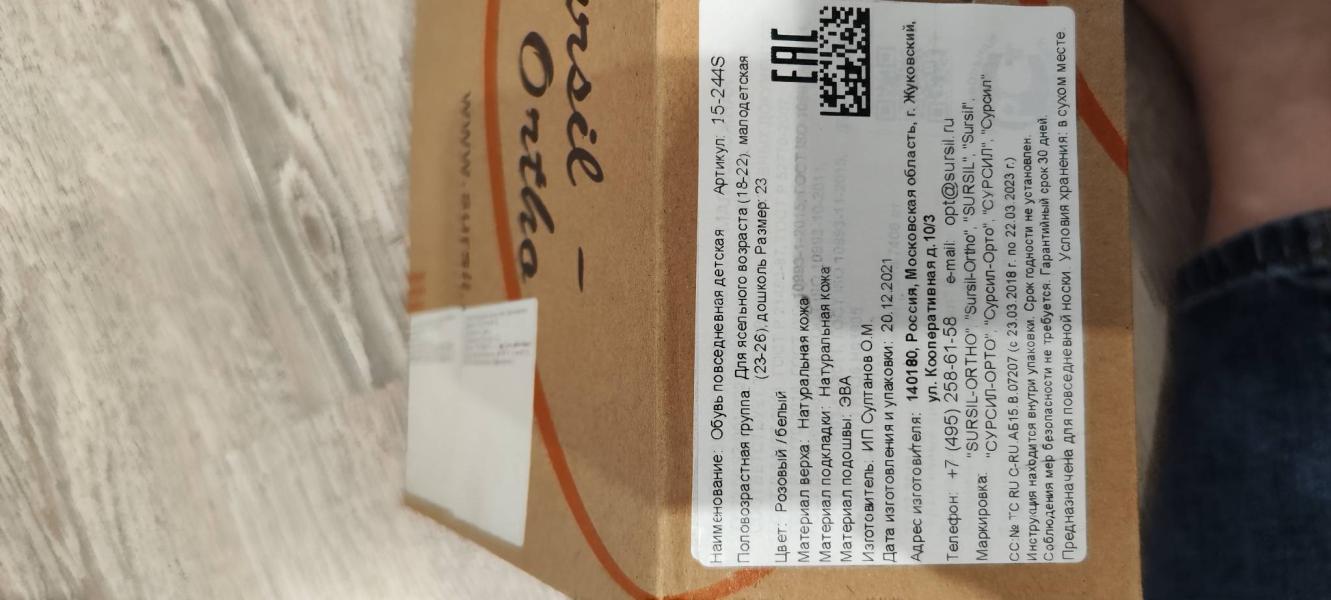 Sursil -
Ortho
Наименование: Обувь повседневная детская Артикул: 15-244S
Половозрастная группа: Для ясельного возраста (18-22), малодетская
(23-26), дошколь Размер: 23
Цвет: Розовый / белый
Материал верха: Натуральная кожа
Материал подкладки: Натуральная кожа
Материал подошвы: ЭВА
Изготовитель: ИП Султанов О.М.
Дата изготовления и упаковки: 20.12.2021
Адрес изготовителя: 140180, Россия, Московская область, г. Жуковский,
ул. Кооперативная д.10/3
Телефон: +7 (495) 258-61-58 e-mail: opt@sursil.ru
Маркировка: "SURSIL-ORTHO", "Sursil-Ortho", "SURSIL", "Sursil",
"СУРСИЛ-ОРТО", "Сурсил-Орто", "СУРСИЛ", "Сурсил"
СС:№ ТС RU C-RU АБ15.В.07207 (с 23.03.2018 г. по 22.03.2023 г.)
Инструкция находится внутри упаковки. Срок годности не установлен.
Соблюдения мер безопасности не требуется. Гарантийный срок 30 дней.
Предназначена для повседневной носки. Условия хранения: в сухом месте.
EAC